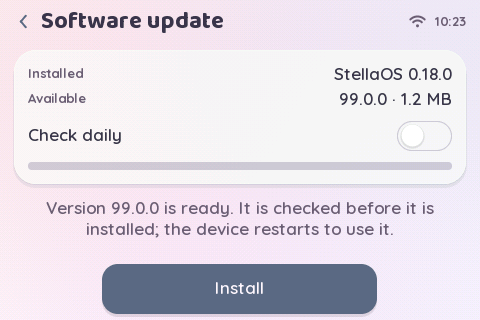 Software update
10:23
Installed
StellaOS 0.18.0
Available
99.0.0 · 1.2 MB
Check daily
Version 99.0.0 is ready. It is checked before it is
installed; the device restarts to use it.
Install